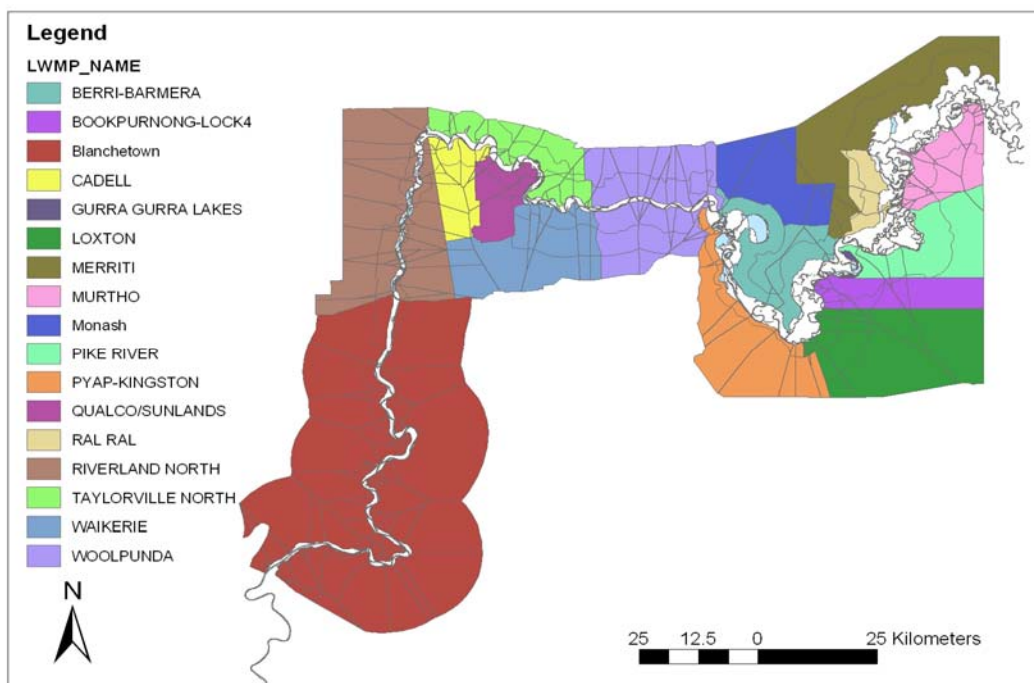 Legend
LWMP_NAME
BERRI-BARMERA
BOOKPURNONG-LOCK4
Blanchetown
CADELL
GURRA GURRA LAKES
LOXTON
MERRITI
MURTHO
Monash
PIKE RIVER
PYAP-KINGSTON
QUALCO/SUNLANDS
RAL RAL
RIVERLAND NORTH
TAYLORVILLE NORTH
WAIKERIE
WOOLPUNDA
N
25 12.5 0 25 Kilometers